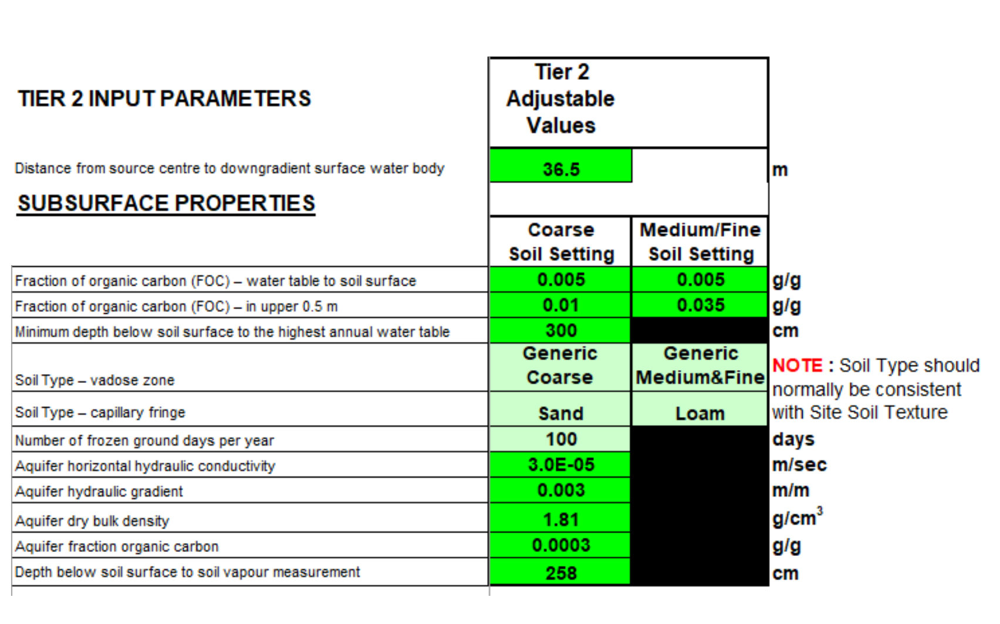 Tier 2
Adjustable
Values
TIER 2 INPUT PARAMETERS
Distance from source centre to downgradient surface water body 36.5 m
SUBSURFACE PROPERTIES
Coarse Medium/Fine
Soil Setting Soil Setting
Fraction of organic carbon (FOC) – water table to soil surface 0.005 0.005 g/g
Fraction of organic carbon (FOC) – in upper 0.5 m 0.01 0.035 g/g
Minimum depth below soil surface to the highest annual water table 300 cm
Generic Generic
Soil Type – vadose zone Coarse Medium&Fine
NOTE : Soil Type should
normally be consistent
with Site Soil Texture
Soil Type – capillary fringe Sand Loam
Number of frozen ground days per year 100 days
Aquifer horizontal hydraulic conductivity 3.0E-05 m/sec
Aquifer hydraulic gradient 0.003 m/m
Aquifer dry bulk density 1.81 g/cm³
Aquifer fraction organic carbon 0.0003 g/g
Depth below soil surface to soil vapour measurement 258 cm